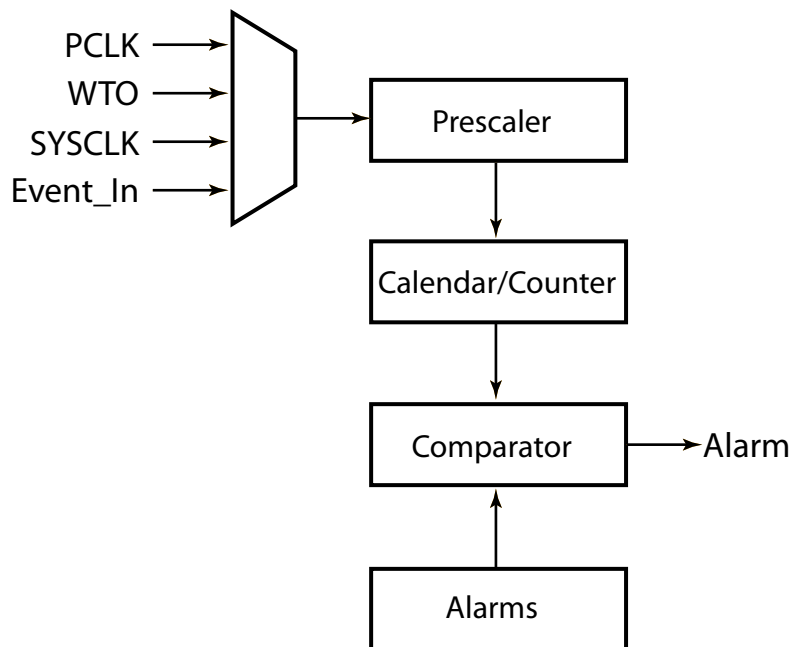 PCLK
WTO
SYSCLK
Event_In
Prescaler
Calendar/Counter
Comparator
Alarm
Alarms